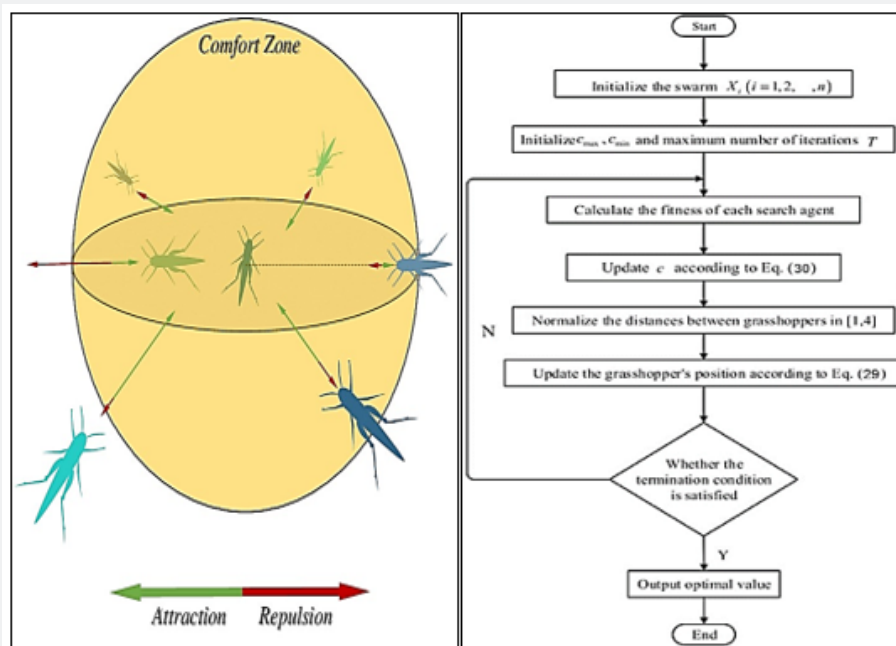 Comfort Zone
Attraction Repulsion
Start
Initialize the swarm X_i (i=1,2, ,n)
Initializec_max、c_min and maximum number of iterations T
Calculate the fitness of each search agent
Update c according to Eq. (30)
Normalize the distances between grasshoppers in [1,4]
Update the grasshopper's position according to Eq. (29)
N
Whether the
termination condition
is satisfied
Y
Output optimal value
End